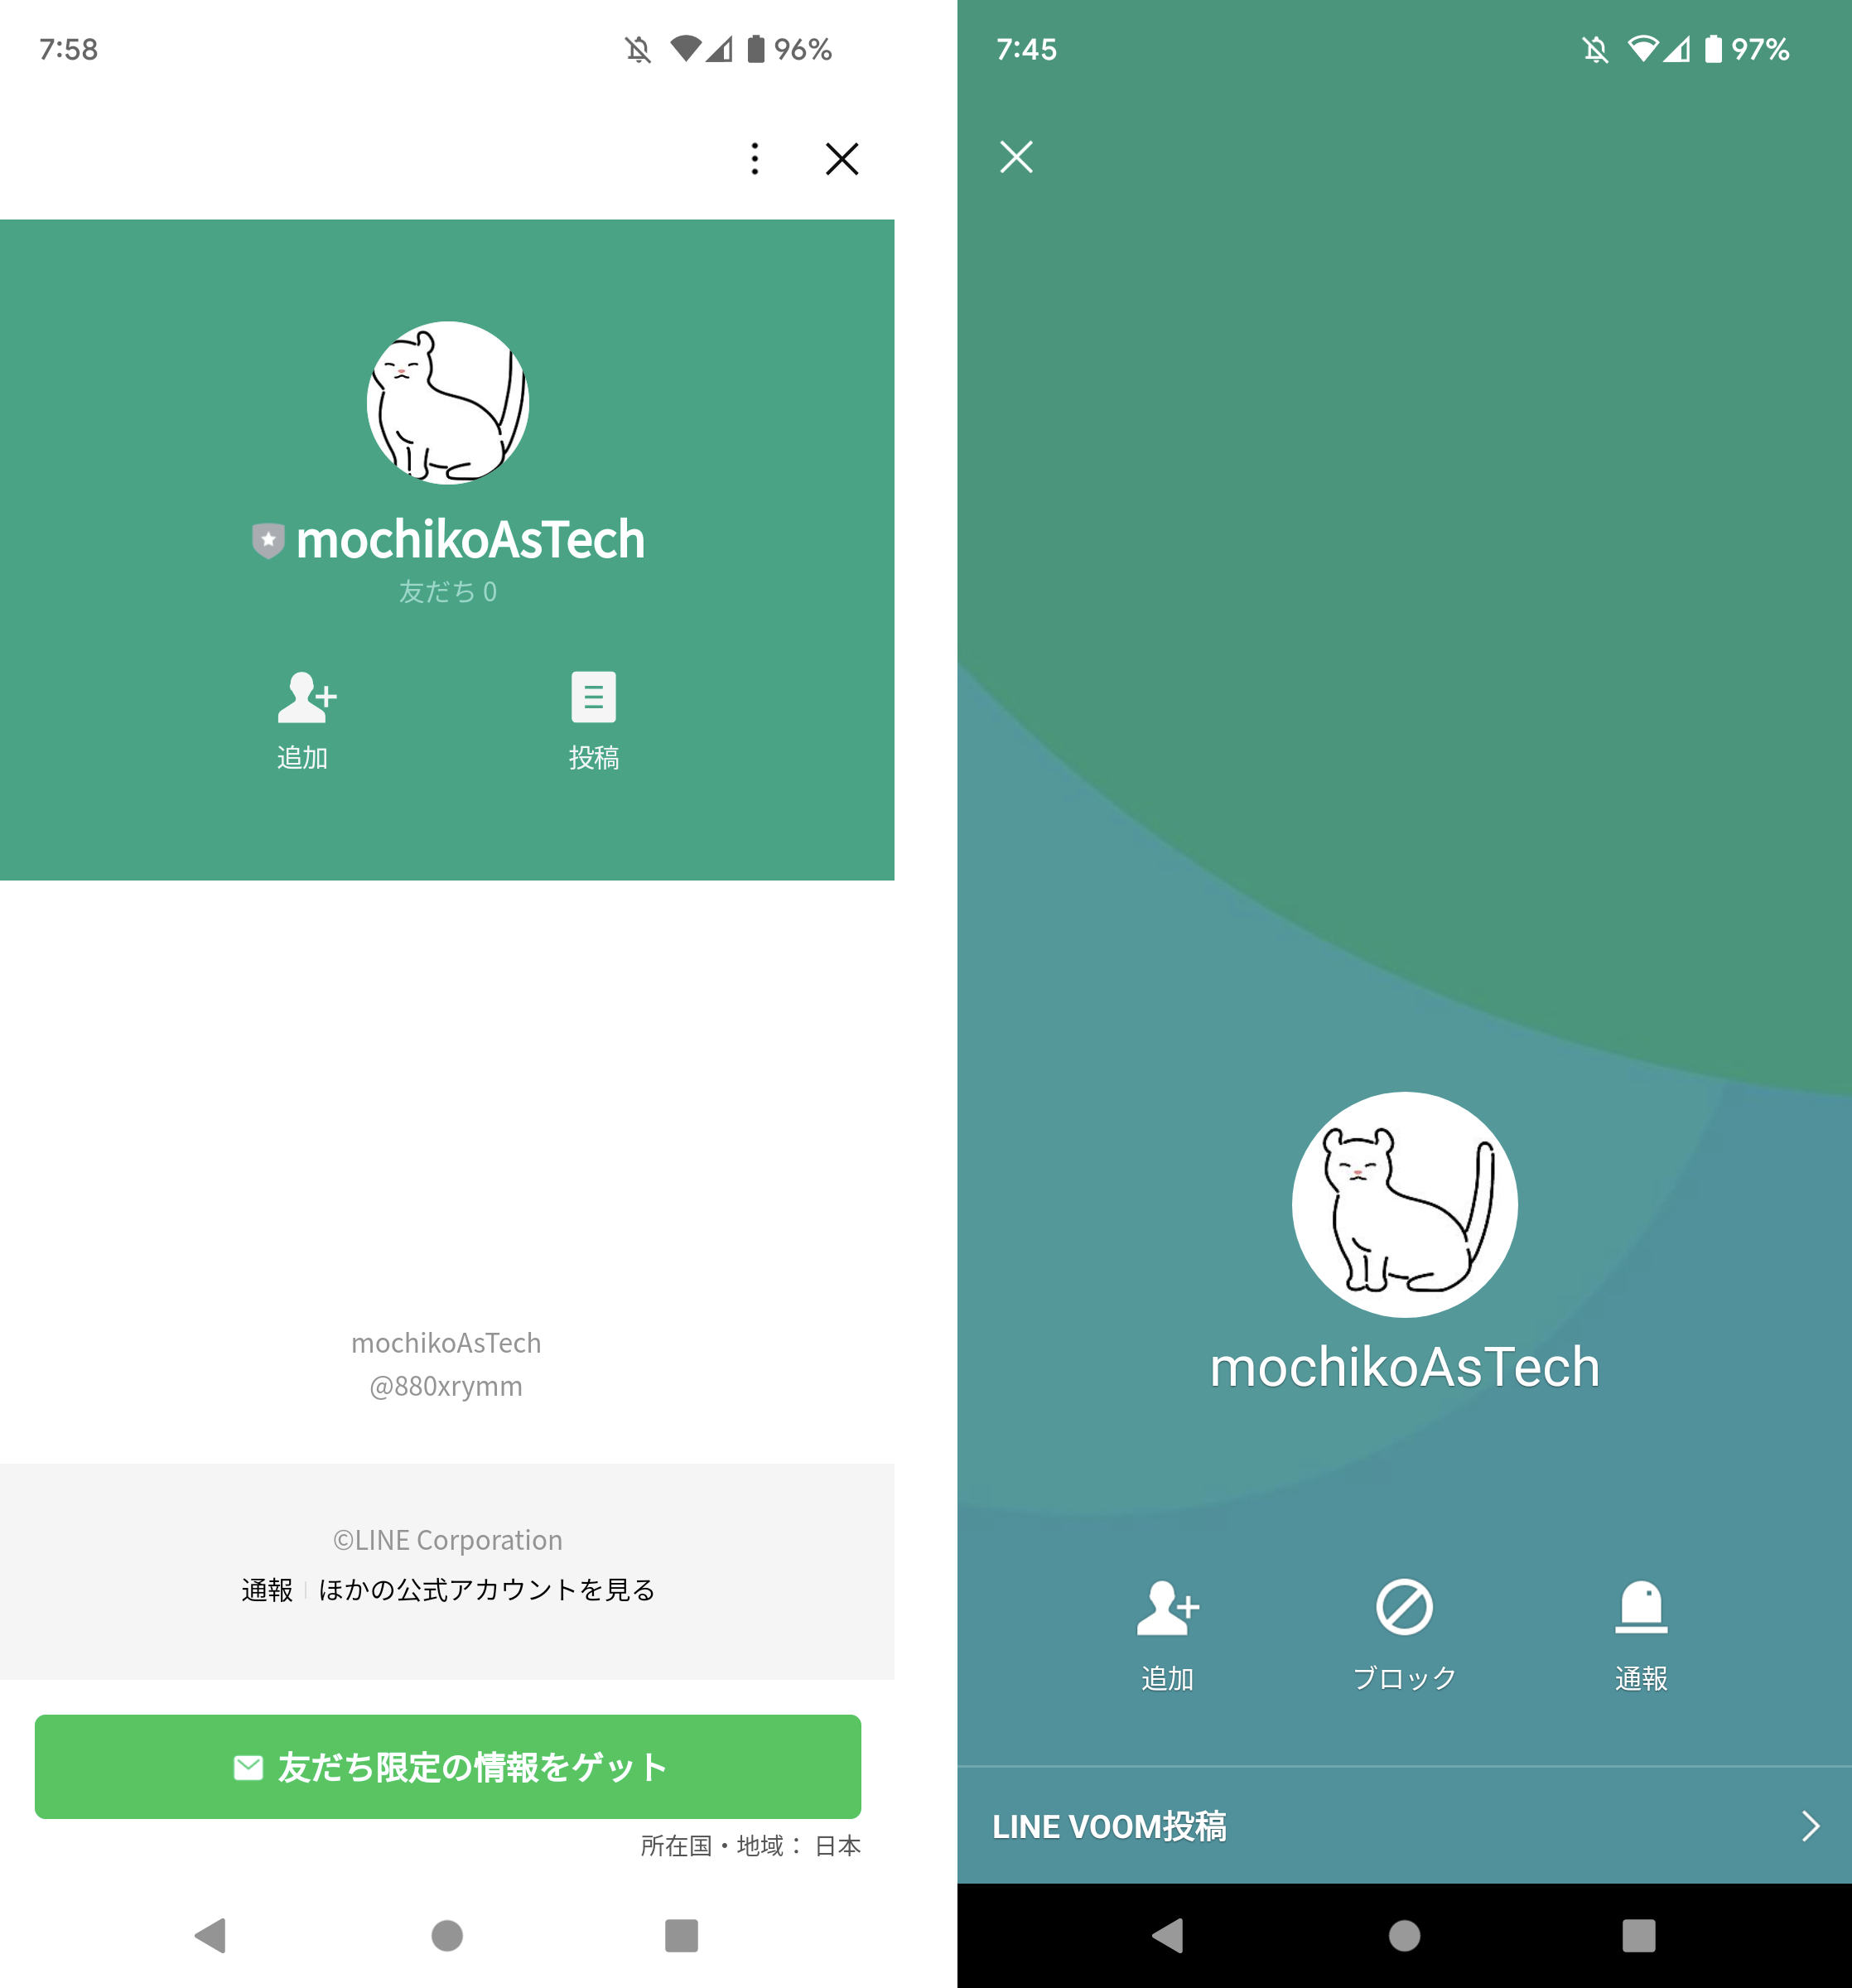 7:58
96%
mochikoAsTech
友だち 0
追加
投稿
mochikoAsTech
@880xrymm
©LINE Corporation
通報
ほかの公式アカウントを見る
友だち限定の情報をゲット
所在国・地域： 日本
7:45
97%
mochikoAsTech
追加
ブロック
通報
LINE VOOM投稿